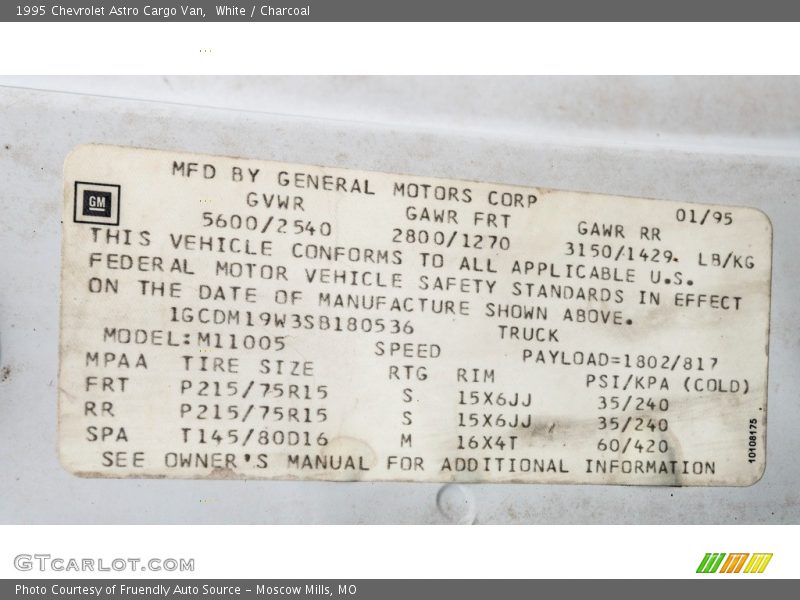 1995 Chevrolet Astro Cargo Van, White / Charcoal
GM
MFD BY GENERAL MOTORS CORP 01/95
GVWR GAWR FRT GAWR RR
5600/2540 2800/1270 3150/1429. LB/KG
THIS VEHICLE CONFORMS TO ALL APPLICABLE U.S.
FEDERAL MOTOR VEHICLE SAFETY STANDARDS IN EFFECT
ON THE DATE OF MANUFACTURE SHOWN ABOVE.
1GCDM19W3SB180536 TRUCK
MODEL:M11005 SPEED PAYLOAD=1802/817
MPAA TIRE SIZE RTG RIM PSI/KPA (COLD)
FRT P215/75R15 S 15X6JJ 35/240
RR P215/75R15 S 15X6JJ 35/240
SPA T145/80D16 M 16X4T 60/420
SEE OWNER'S MANUAL FOR ADDITIONAL INFORMATION
10108175
GTCARLOT.COM
Photo Courtesy of Fruendly Auto Source – Moscow Mills, MO